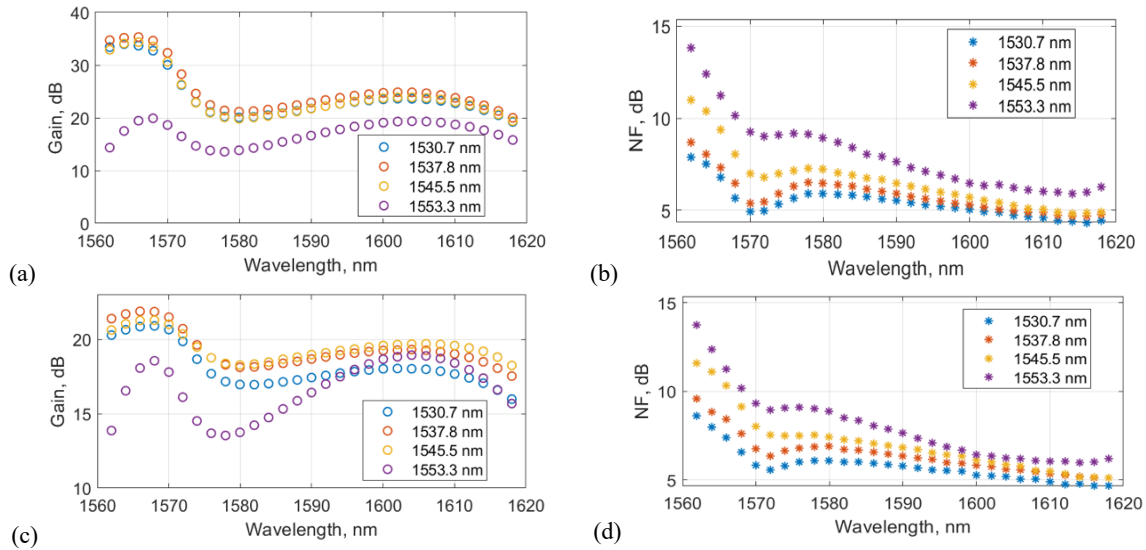 40
30
20
10
0
Gain, dB
1530.7 nm
1537.8 nm
1545.5 nm
1553.3 nm
1560 1570 1580 1590 1600 1610 1620
Wavelength, nm
(a)
15
10
5
NF, dB
1530.7 nm
1537.8 nm
1545.5 nm
1553.3 nm
1560 1570 1580 1590 1600 1610 1620
Wavelength, nm
(b)
20
15
10
Gain, dB
1530.7 nm
1537.8 nm
1545.5 nm
1553.3 nm
1560 1570 1580 1590 1600 1610 1620
Wavelength, nm
(c)
15
10
5
NF, dB
1530.7 nm
1537.8 nm
1545.5 nm
1553.3 nm
1560 1570 1580 1590 1600 1610 1620
Wavelength, nm
(d)